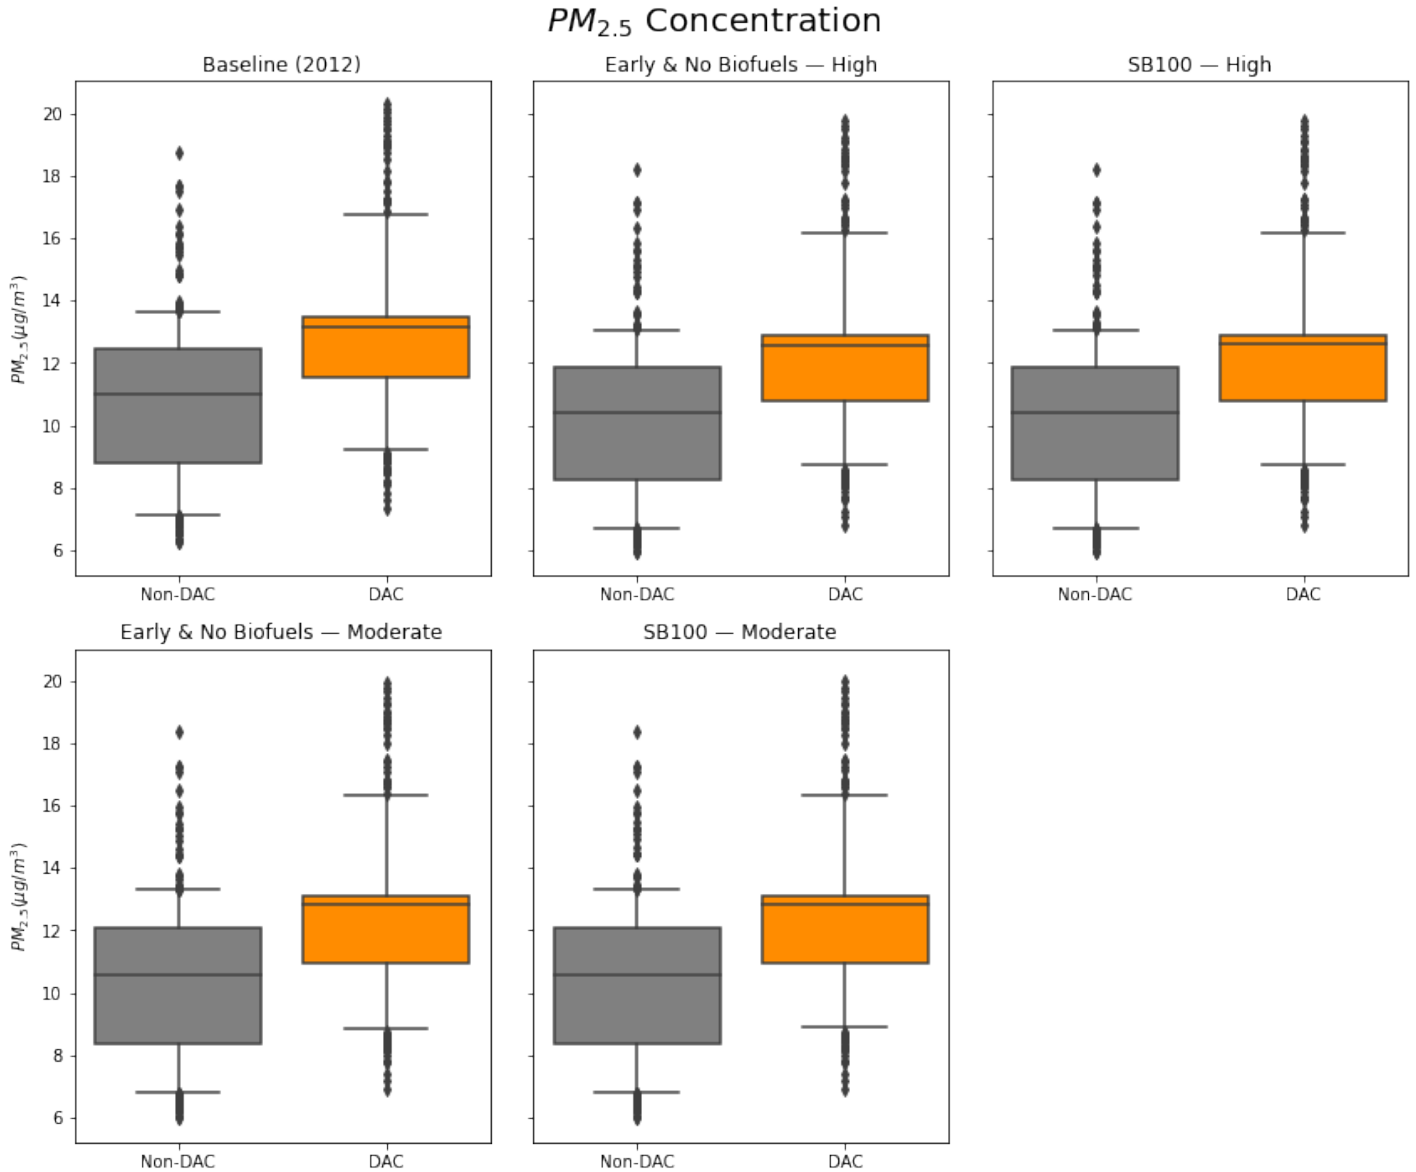 PM2.5 Concentration
Baseline (2012)
Early & No Biofuels — High
SB100 — High
PM2.5(μg/m3)
20
18
16
14
12
10
8
6
Non-DAC
DAC
Non-DAC
DAC
Non-DAC
DAC
Early & No Biofuels — Moderate
SB100 — Moderate
PM2.5(μg/m3)
20
18
16
14
12
10
8
6
Non-DAC
DAC
Non-DAC
DAC